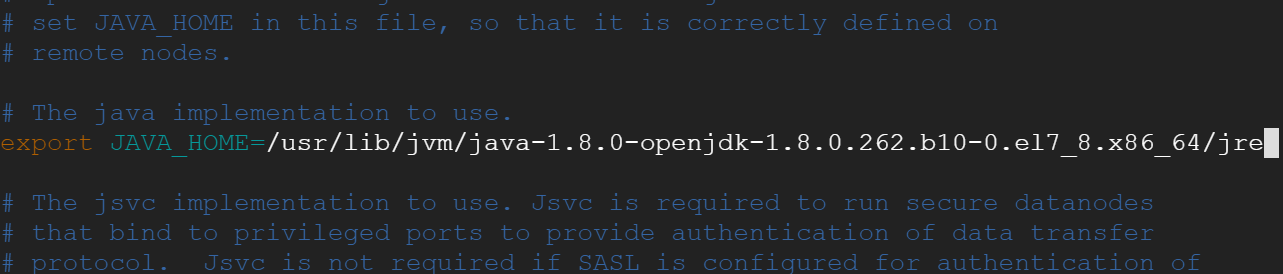 # set JAVA_HOME in this file, so that it is correctly defined on
# remote nodes.
# The java implementation to use.
export JAVA_HOME=/usr/lib/jvm/java-1.8.0-openjdk-1.8.0.262.b10-0.el7_8.x86_64/jre
# The jsvc implementation to use. Jsvc is required to run secure datanodes
# that bind to privileged ports to provide authentication of data transfer
# protocol.  Jsvc is not required if SASL is configured for authentication of